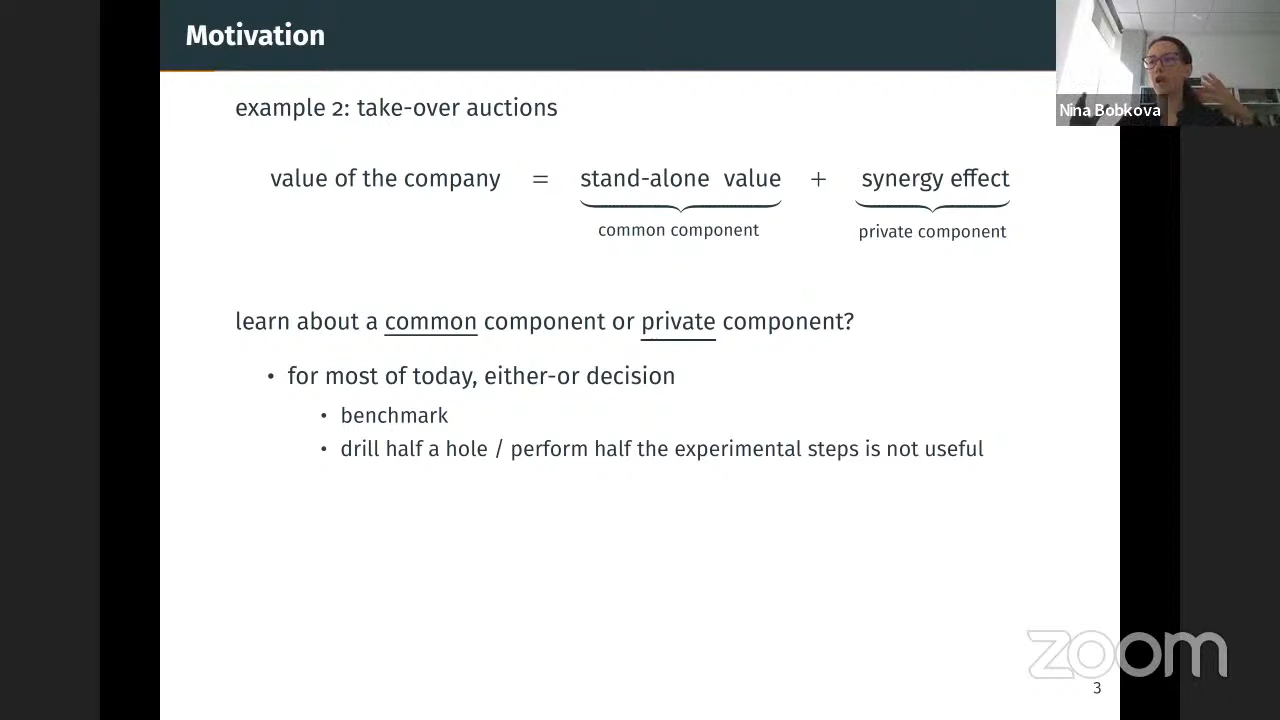 Motivation
Nina Bobkova
example 2: take-over auctions
value of the company = stand-alone value + synergy effect
common component private component
learn about a common component or private component?
• for most of today, either-or decision
• benchmark
• drill half a hole / perform half the experimental steps is not useful
zoom
3